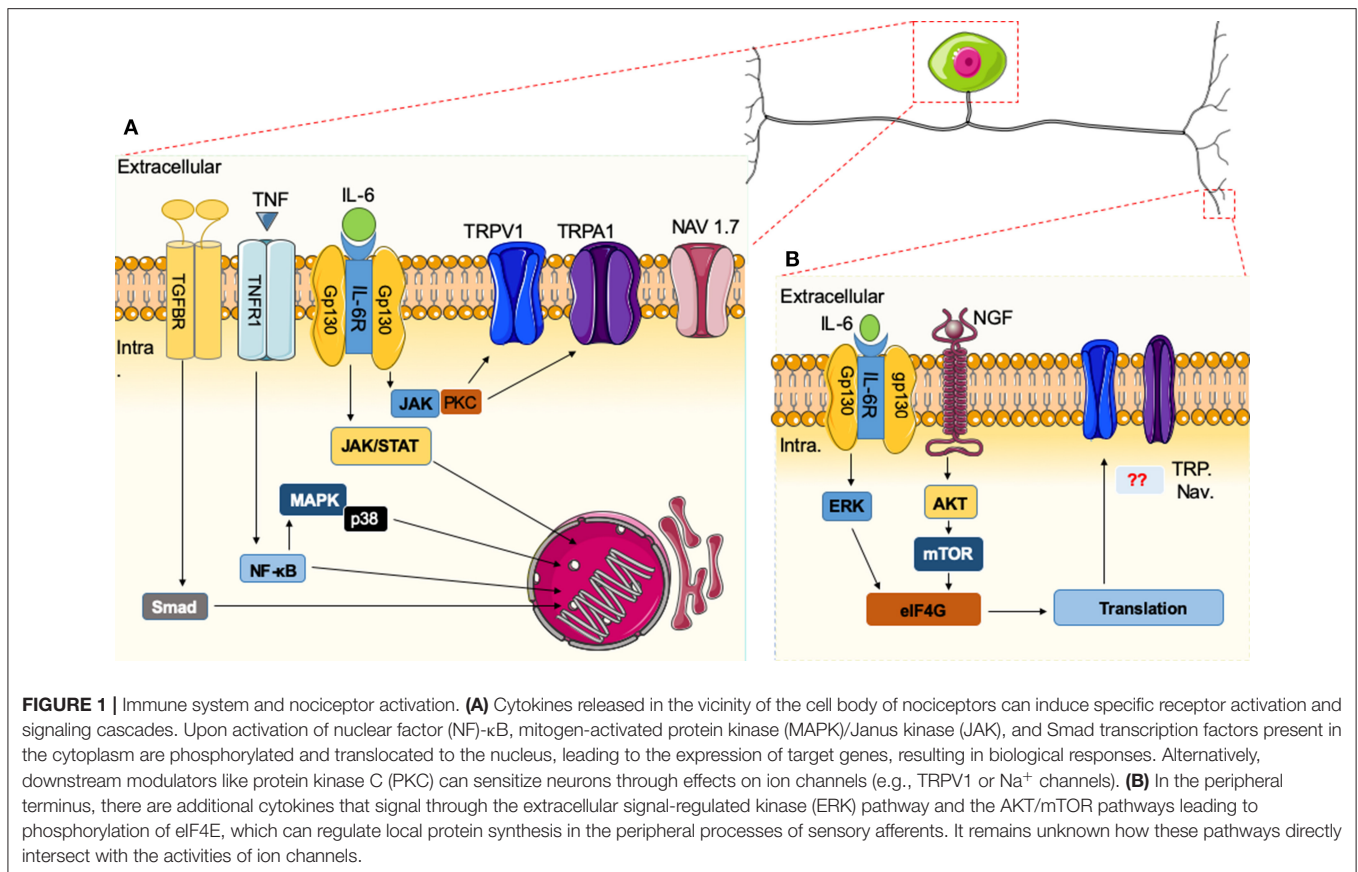 A
Extracellular
TNF
IL-6
TRPV1
TRPA1
NAV 1.7
TGFBR
TNFR1
Gp130
IL-6R
Gp130
Intra
.
JAK
PKC
JAK/STAT
MAPK
p38
NF-κB
Smad
B
Extracellular
IL-6
NGF
Gp130
IL-6R
gp130
Intra.
??
TRP.
Nav.
ERK
AKT
mTOR
eIF4G
Translation
FIGURE 1 | Immune system and nociceptor activation. (A) Cytokines released in the vicinity of the cell body of nociceptors can induce specific receptor activation and
signaling cascades. Upon activation of nuclear factor (NF)-κB, mitogen-activated protein kinase (MAPK)/Janus kinase (JAK), and Smad transcription factors present in
the cytoplasm are phosphorylated and translocated to the nucleus, leading to the expression of target genes, resulting in biological responses. Alternatively,
downstream modulators like protein kinase C (PKC) can sensitize neurons through effects on ion channels (e.g., TRPV1 or Na⁺ channels). (B) In the peripheral
terminus, there are additional cytokines that signal through the extracellular signal-regulated kinase (ERK) pathway and the AKT/mTOR pathways leading to
phosphorylation of eIF4E, which can regulate local protein synthesis in the peripheral processes of sensory afferents. It remains unknown how these pathways directly
intersect with the activities of ion channels.